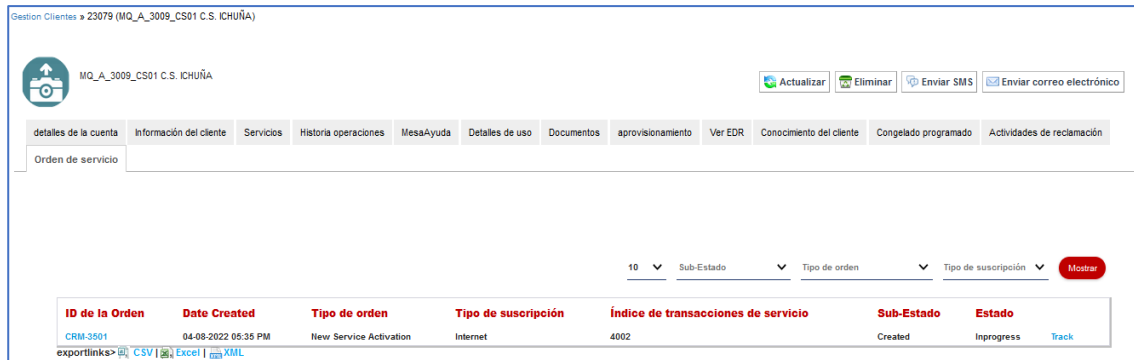 Gestion Clientes » 23079 (MQ_A_3009_CS01 C.S. ICHUÑA)
MQ_A_3009_CS01 C.S. ICHUÑA
Actualizar Eliminar Enviar SMS Enviar correo electrónico
detalles de la cuenta Información del cliente Servicios Historia operaciones MesaAyuda Detalles de uso Documentos aprovisionamiento Ver EDR Conocimiento del cliente Congelado programado Actividades de reclamación
Orden de servicio
10 Sub-Estado Tipo de orden Tipo de suscripción Mostrar
ID de la Orden Date Created Tipo de orden Tipo de suscripción Índice de transacciones de servicio Sub-Estado Estado
CRM-3501 04-08-2022 05:35 PM New Service Activation Internet 4002 Created Inprogress Track
exportlinks> CSV | Excel | XML